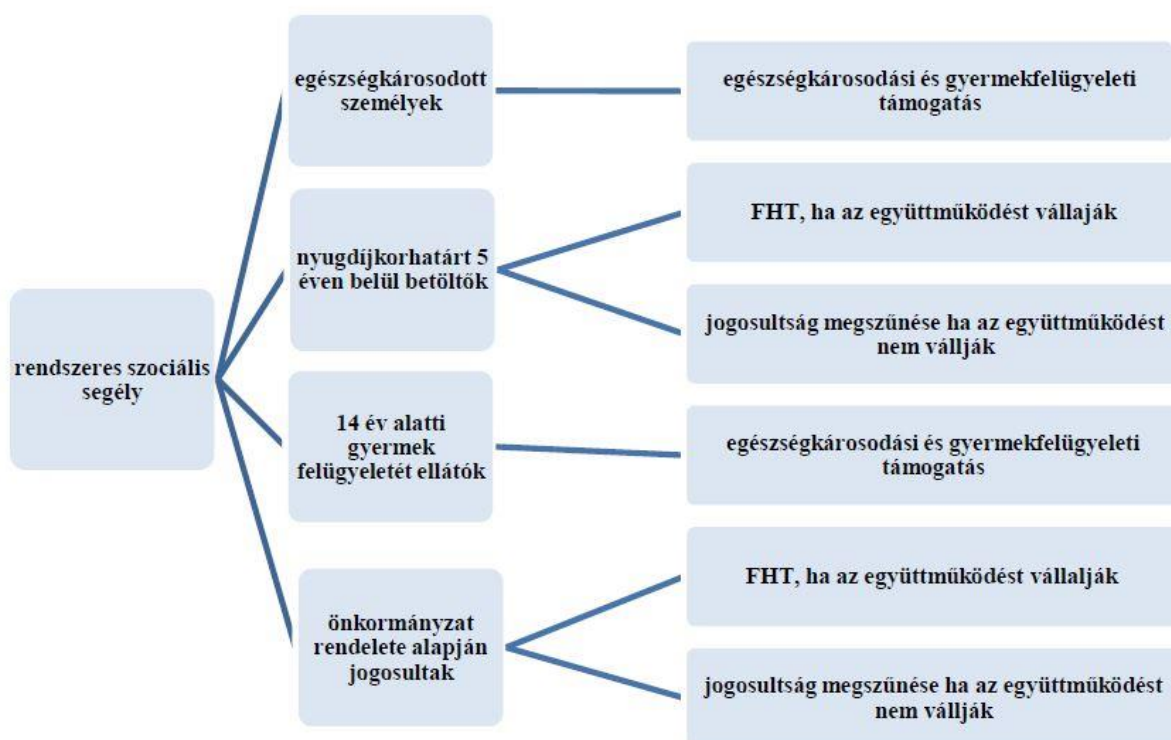 rendszeres szociális
segély
egészségkárosodott
személyek
egészségkárosodási és gyermekfelügyeleti
támogatás
nyugdíjkorhatárt 5
éven belül betöltők
FHT, ha az együttműködést vállaják
jogosultság megszűnése ha az együttműködést
nem vállják
14 év alatti
gyermek
felügyeletét ellátók
egészségkárosodási és gyermekfelügyeleti
támogatás
önkormányzat
rendelete alapján
jogosultak
FHT, ha az együttműködést vállalják
jogosultság megszűnése ha az együttműködést
nem vállják